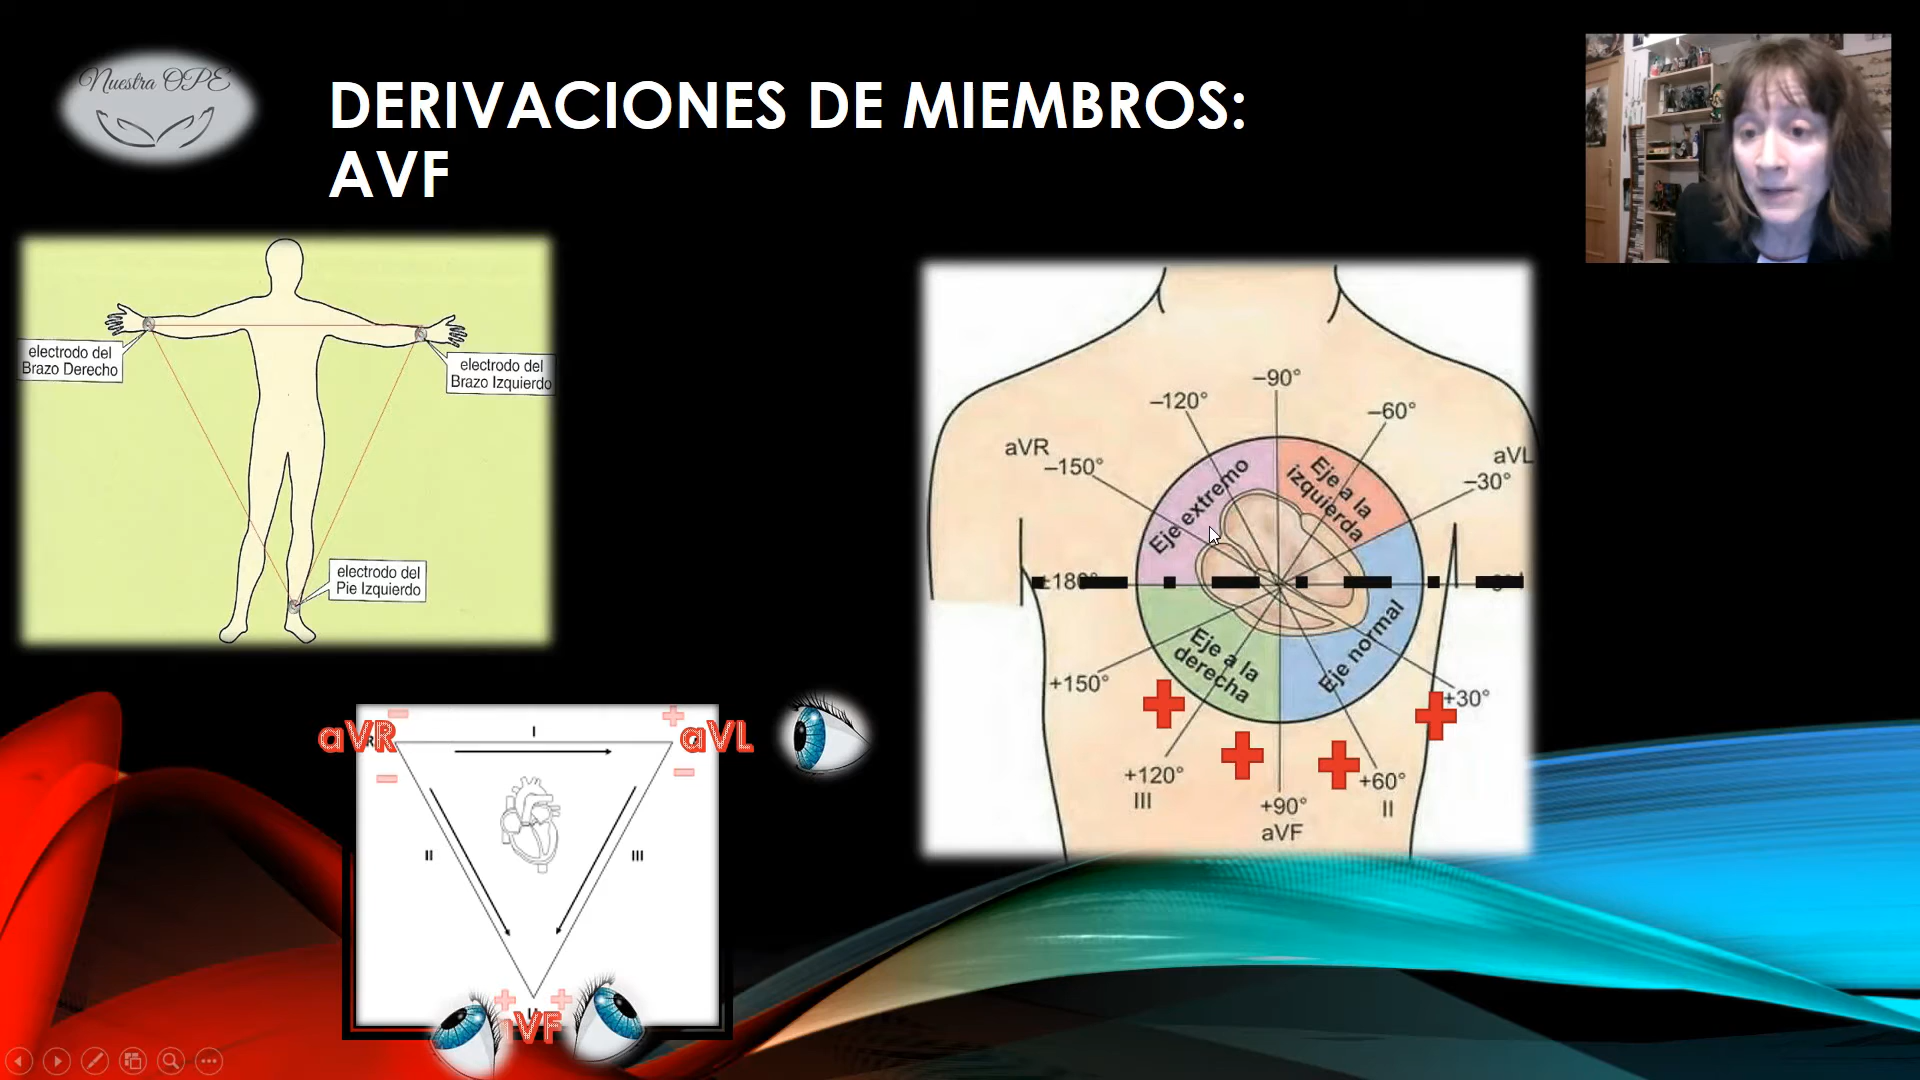 Nuestra OPE
DERIVACIONES DE MIEMBROS:
AVF
electrodo del
Brazo Derecho
electrodo del
Brazo Izquierdo
electrodo del
Pie Izquierdo
aVR
aVL
I
II
III
aVF
–90°
–120°
–60°
aVR
–150°
aVL
–30°
Eje extremo
Eje a la
izquierda
±180°
Eje a la
derecha
Eje normal
+150°
+30°
+120°
III
+60°
II
+90°
aVF